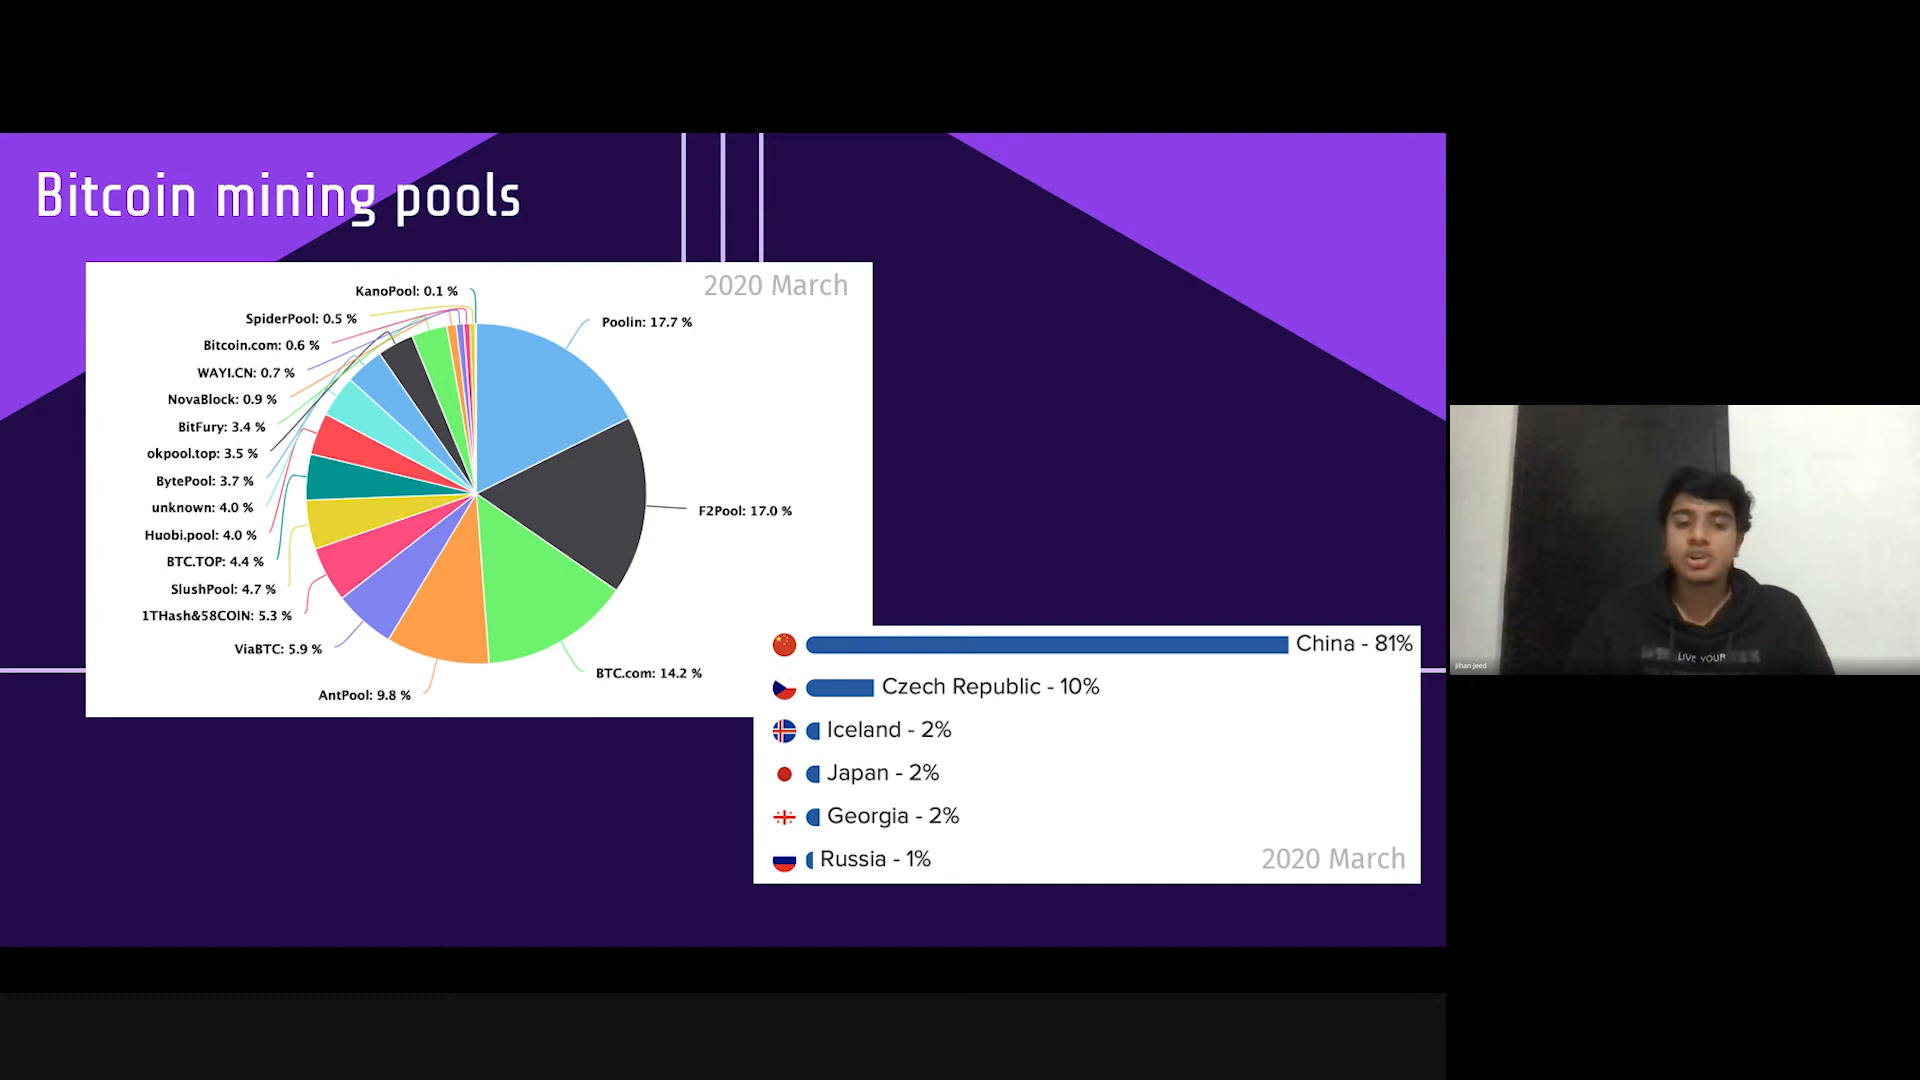 Bitcoin mining pools
2020 March
KanoPool: 0.1 %
SpiderPool: 0.5 %
Bitcoin.com: 0.6 %
WAYI.CN: 0.7 %
NovaBlock: 0.9 %
BitFury: 3.4 %
okpool.top: 3.5 %
BytePool: 3.7 %
unknown: 4.0 %
Huobi.pool: 4.0 %
BTC.TOP: 4.4 %
SlushPool: 4.7 %
1THash&58COIN: 5.3 %
ViaBTC: 5.9 %
AntPool: 9.8 %
Poolin: 17.7 %
F2Pool: 17.0 %
BTC.com: 14.2 %
China - 81%
Czech Republic - 10%
Iceland - 2%
Japan - 2%
Georgia - 2%
Russia - 1%
2020 March
Jihan Jeed
LIVE YOUR